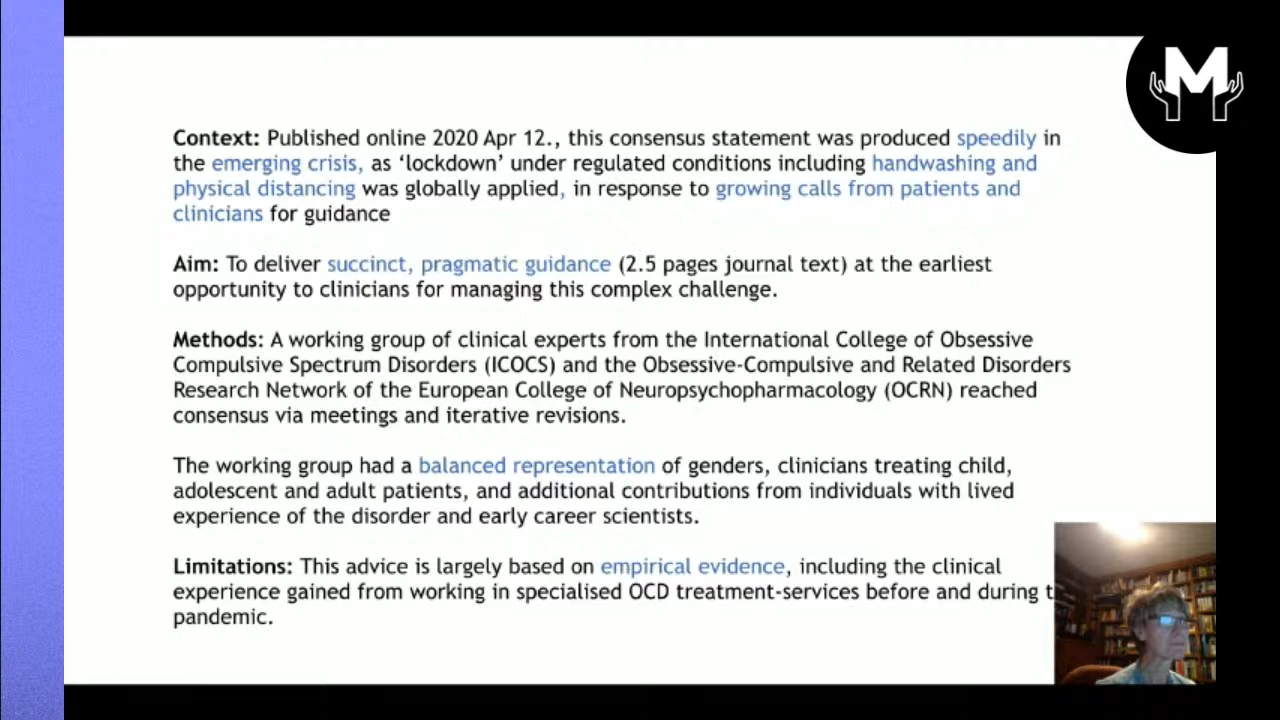 Context: Published online 2020 Apr 12., this consensus statement was produced speedily in
the emerging crisis, as ‘lockdown’ under regulated conditions including handwashing and
physical distancing was globally applied, in response to growing calls from patients and
clinicians for guidance
Aim: To deliver succinct, pragmatic guidance (2.5 pages journal text) at the earliest
opportunity to clinicians for managing this complex challenge.
Methods: A working group of clinical experts from the International College of Obsessive
Compulsive Spectrum Disorders (ICOCS) and the Obsessive-Compulsive and Related Disorders
Research Network of the European College of Neuropsychopharmacology (OCRN) reached
consensus via meetings and iterative revisions.
The working group had a balanced representation of genders, clinicians treating child,
adolescent and adult patients, and additional contributions from individuals with lived
experience of the disorder and early career scientists.
Limitations: This advice is largely based on empirical evidence, including the clinical
experience gained from working in specialised OCD treatment-services before and during
pandemic.
M